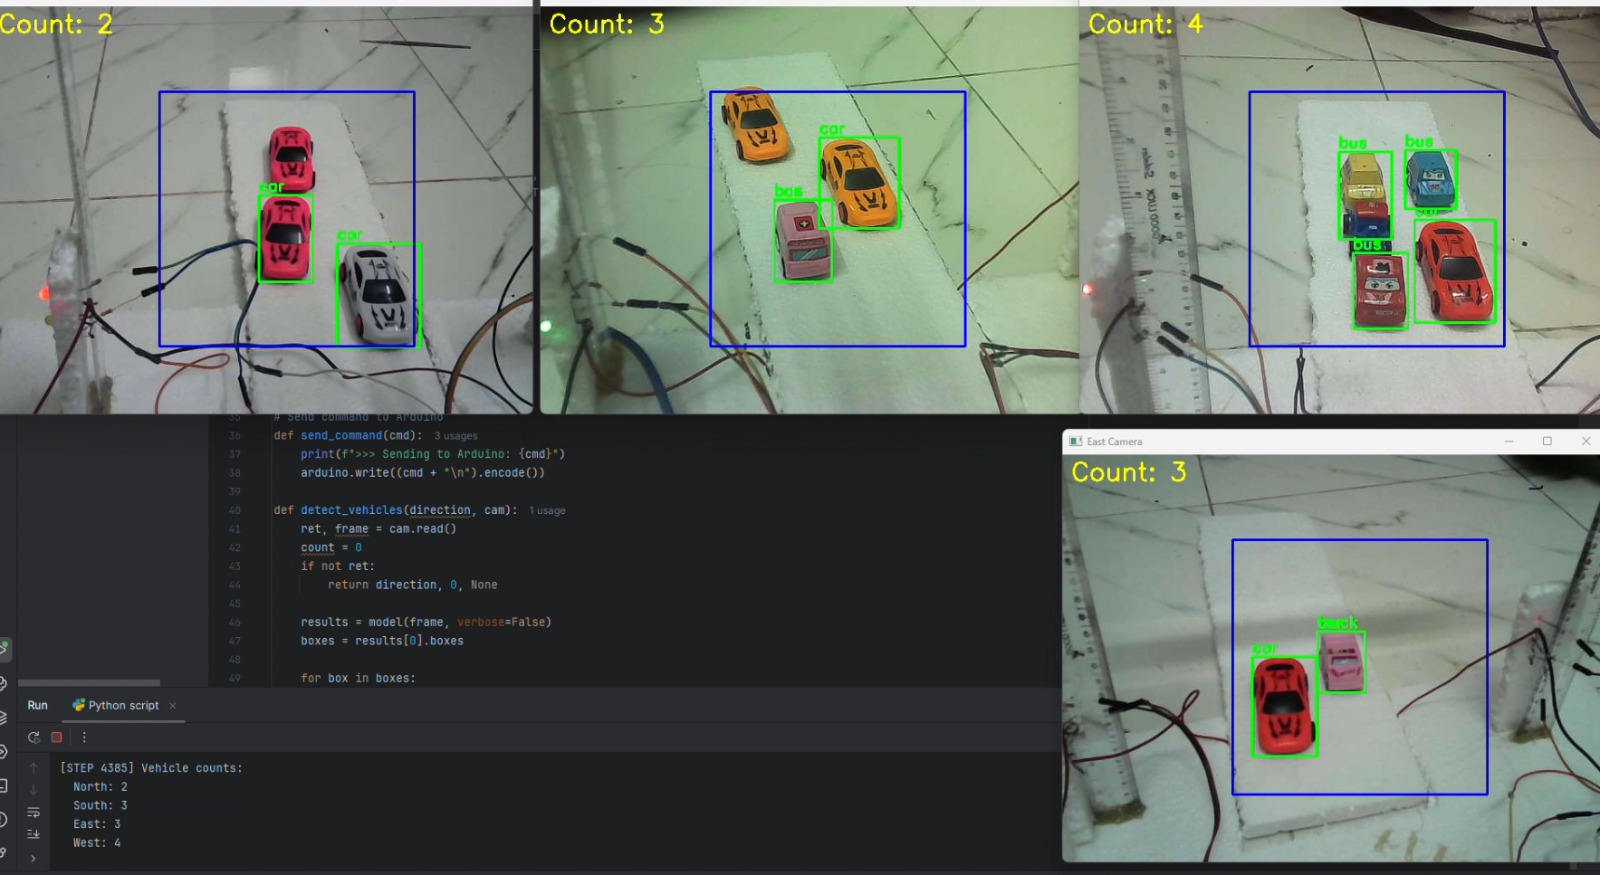 Count: 2
car
car
Count: 3
car
bus
Count: 4
bus
bus
car
bus
35 # Send command to Arduino
36 def send_command(cmd): 3 usages
37 print(f">>> Sending to Arduino: {cmd}")
38 arduino.write((cmd + "\n").encode())
39
40 def detect_vehicles(direction, cam): 1 usage
41 ret, frame = cam.read()
42 count = 0
43 if not ret:
44 return direction, 0, None
45
46 results = model(frame, verbose=False)
47 boxes = results[0].boxes
48
49 for box in boxes:
East Camera
Count: 3
car
Run
Python script
[STEP 4385] Vehicle counts:
North: 2
South: 3
East: 3
West: 4